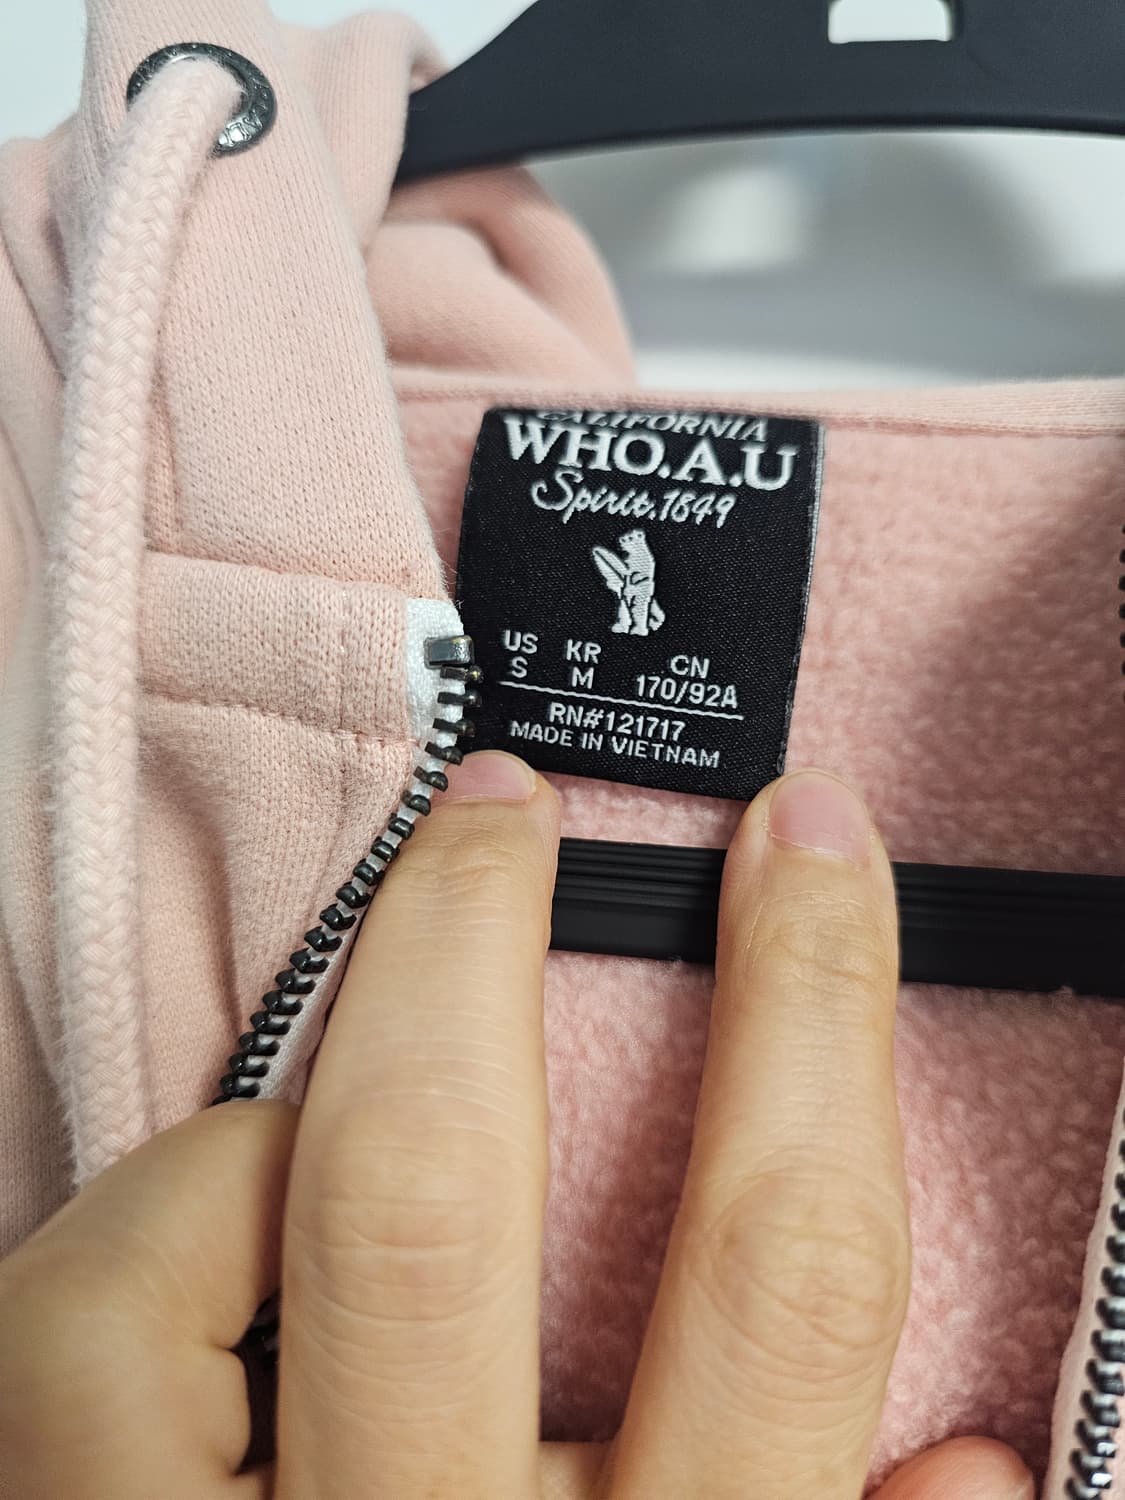 CALIFORNIA
WHO.A.U
Spirit.1849
US KR CN
S M 170/92A
RN#121717
MADE IN VIETNAM